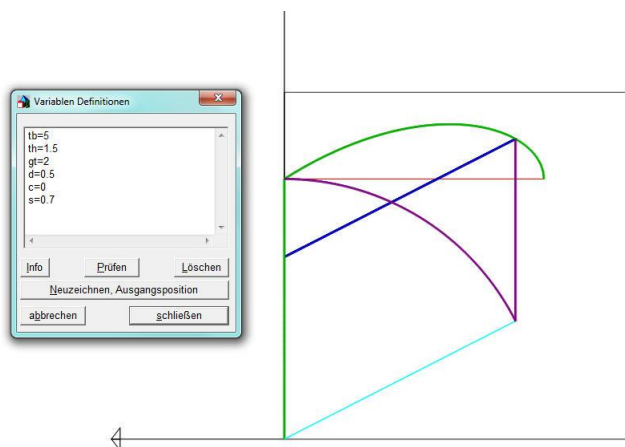 Variablen Definitionen
tb=5
th=1.5
gt=2
d=0.5
c=0
s=0.7
Info Prüfen Löschen
Neuzeichnen, Ausgangsposition
abbrechen schließen